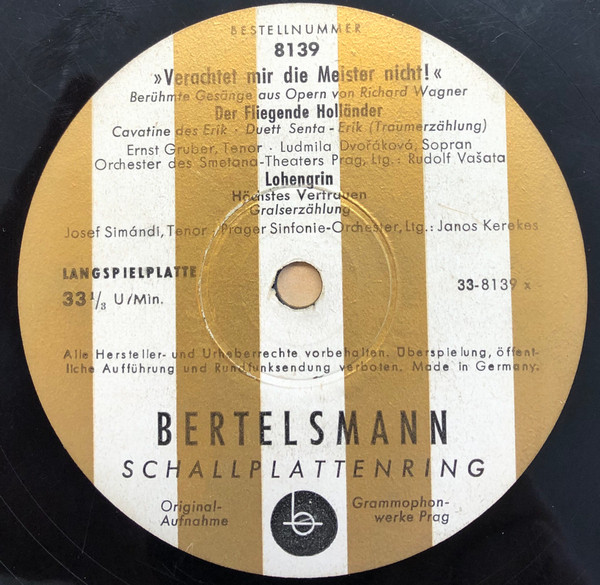 BESTELLNUMMER
8139
»Verachtet mir die Meister nicht!«
Berühmte Gesänge aus Opern von Richard Wagner
Der Fliegende Holländer
Cavatine des Erik · Duett Senta - Erik (Traumerzählung)
Ernst Gruber, Tenor · Ludmila Dvořáková, Sopran
Orchester des Smetana-Theaters Prag, Ltg.: Rudolf Vašata
Lohengrin
Höchstes Vertrauen
Gralserzählung
Josef Simándi, Tenor · Prager Sinfonie-Orchester, Ltg.: Janos Kerekes
LANGSPIELPLATTE
33 1/3 U/Min.
33-8139 x
Alle Hersteller- und Urheberrechte vorbehalten. Überspielung, öffent-
liche Aufführung und Rundfunksendung verboten. Made in Germany.
BERTELSMANN
SCHALLPLATTENRING
Original-
Aufnahme
b
Grammophon-
werke Prag